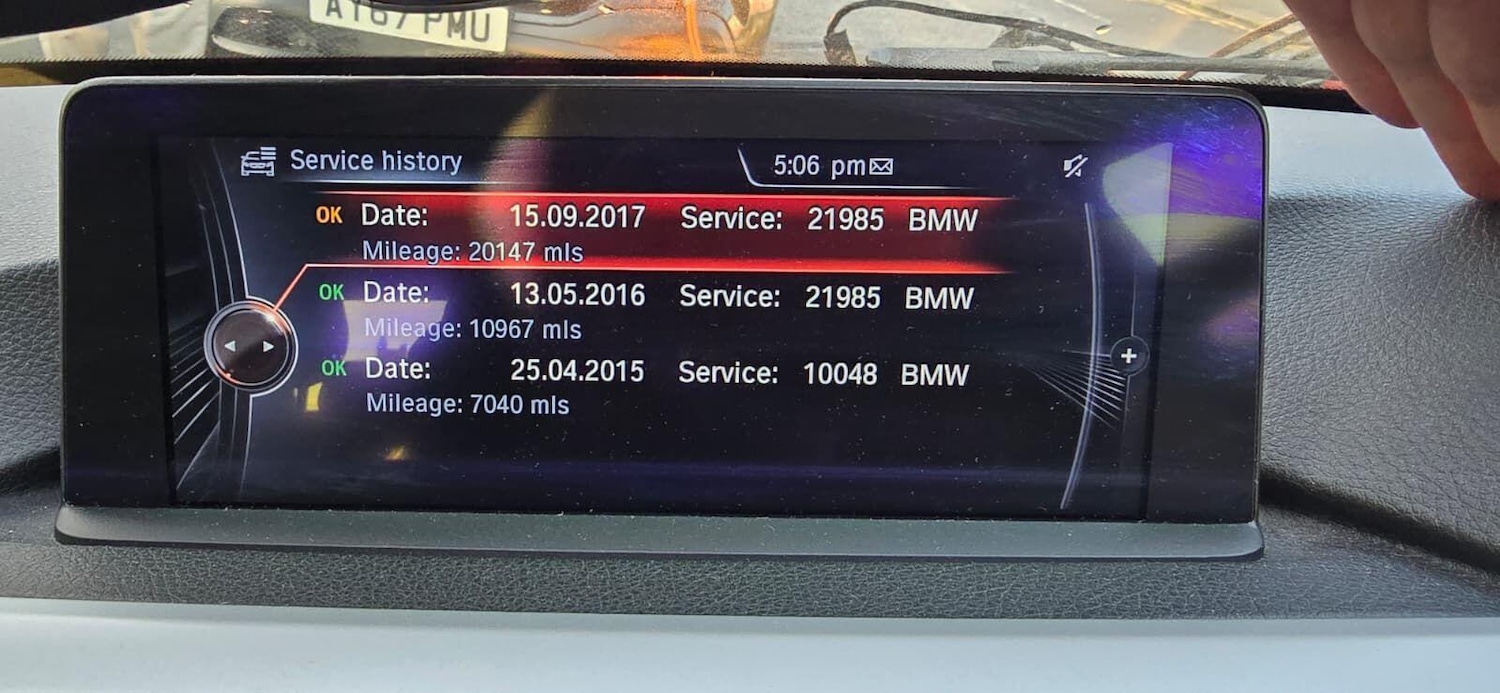 AY67 PMU
Service history
5:06 pm
OK Date: 15.09.2017 Service: 21985 BMW
Mileage: 20147 mls
OK Date: 13.05.2016 Service: 21985 BMW
Mileage: 10967 mls
OK Date: 25.04.2015 Service: 10048 BMW
Mileage: 7040 mls